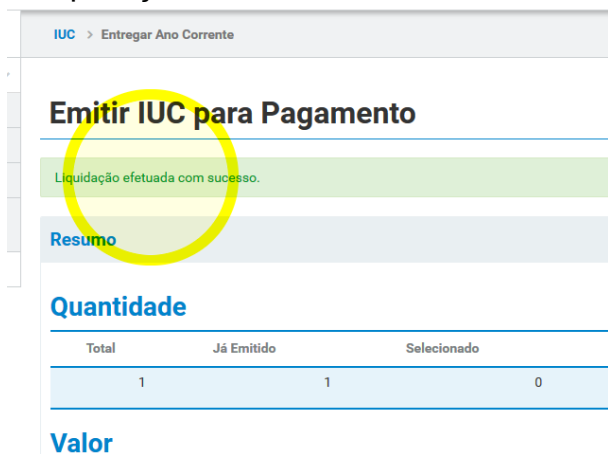 IUC > Entregar Ano Corrente
Emitir IUC para Pagamento
Liquidação efetuada com sucesso.
Resumo
Quantidade
Total Já Emitido Selecionado
1 1 0
Valor